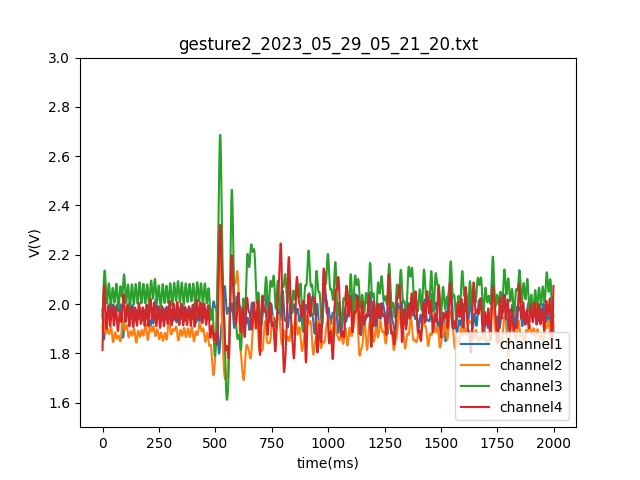 gesture2_2023_05_29_05_21_20.txt
3.0
2.8
2.6
2.4
2.2
2.0
1.8
1.6
V(V)
channel1
channel2
channel3
channel4
0 250 500 750 1000 1250 1500 1750 2000
time(ms)